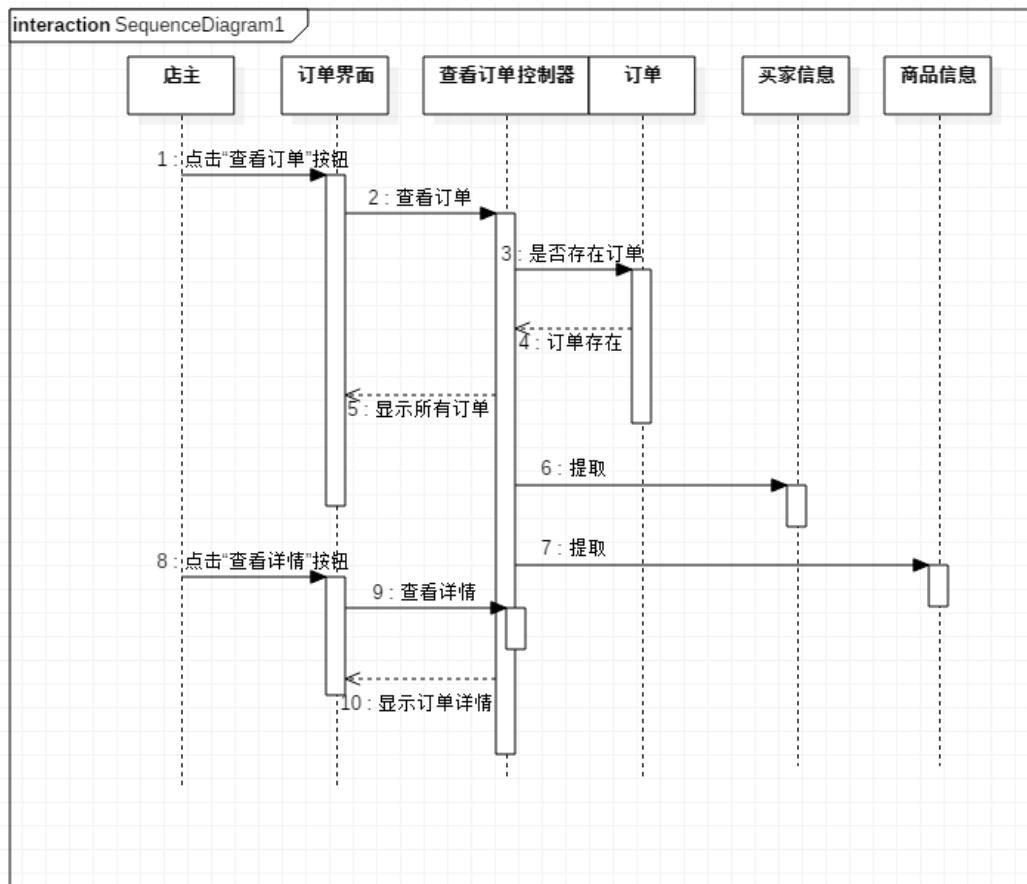 interaction SequenceDiagram1
店主
订单界面
查看订单控制器
订单
买家信息
商品信息
1 : 点击“查看订单”按钮
2 : 查看订单
3 : 是否存在订单
4 : 订单存在
5 : 显示所有订单
6 : 提取
7 : 提取
8 : 点击“查看详情”按钮
9 : 查看详情
10 : 显示订单详情